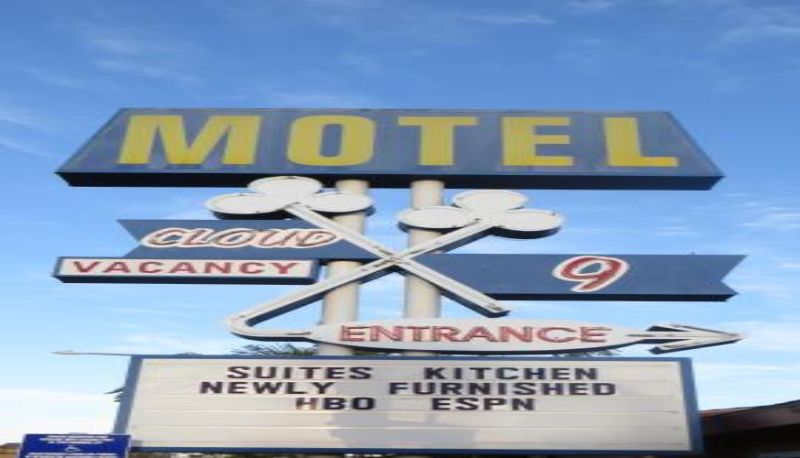 MOTEL
CLOUD 9
VACANCY
ENTRANCE
SUITES KITCHEN
NEWLY FURNISHED
HBO ESPN